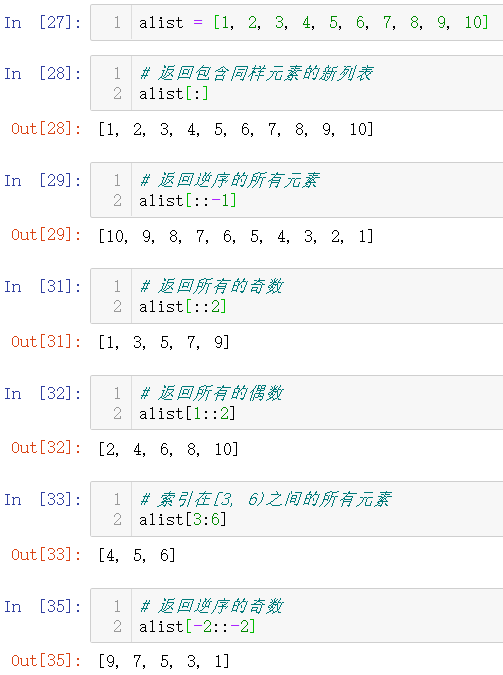 In [27]: 1 alist = [1, 2, 3, 4, 5, 6, 7, 8, 9, 10]
In [28]: 1 # 返回包含同样元素的新列表
2 alist[:]
Out[28]: [1, 2, 3, 4, 5, 6, 7, 8, 9, 10]
In [29]: 1 # 返回逆序的所有元素
2 alist[::-1]
Out[29]: [10, 9, 8, 7, 6, 5, 4, 3, 2, 1]
In [31]: 1 # 返回所有的奇数
2 alist[::2]
Out[31]: [1, 3, 5, 7, 9]
In [32]: 1 # 返回所有的偶数
2 alist[1::2]
Out[32]: [2, 4, 6, 8, 10]
In [33]: 1 # 索引在[3, 6)之间的所有元素
2 alist[3:6]
Out[33]: [4, 5, 6]
In [35]: 1 # 返回逆序的奇数
2 alist[-2::-2]
Out[35]: [9, 7, 5, 3, 1]